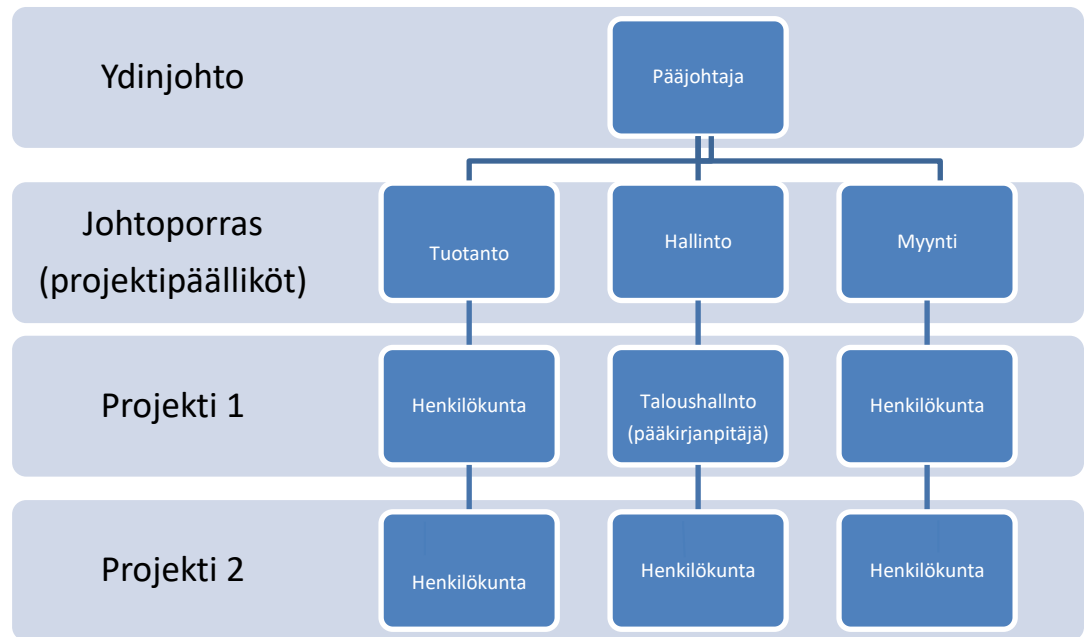 Ydinjohto
Pääjohtaja
Johtoporras
(projektipäälliköt)
Tuotanto
Hallinto
Myynti
Projekti 1
Henkilökunta
Taloushallnto
(pääkirjanpitäjä)
Henkilökunta
Projekti 2
Henkilökunta
Henkilökunta
Henkilökunta